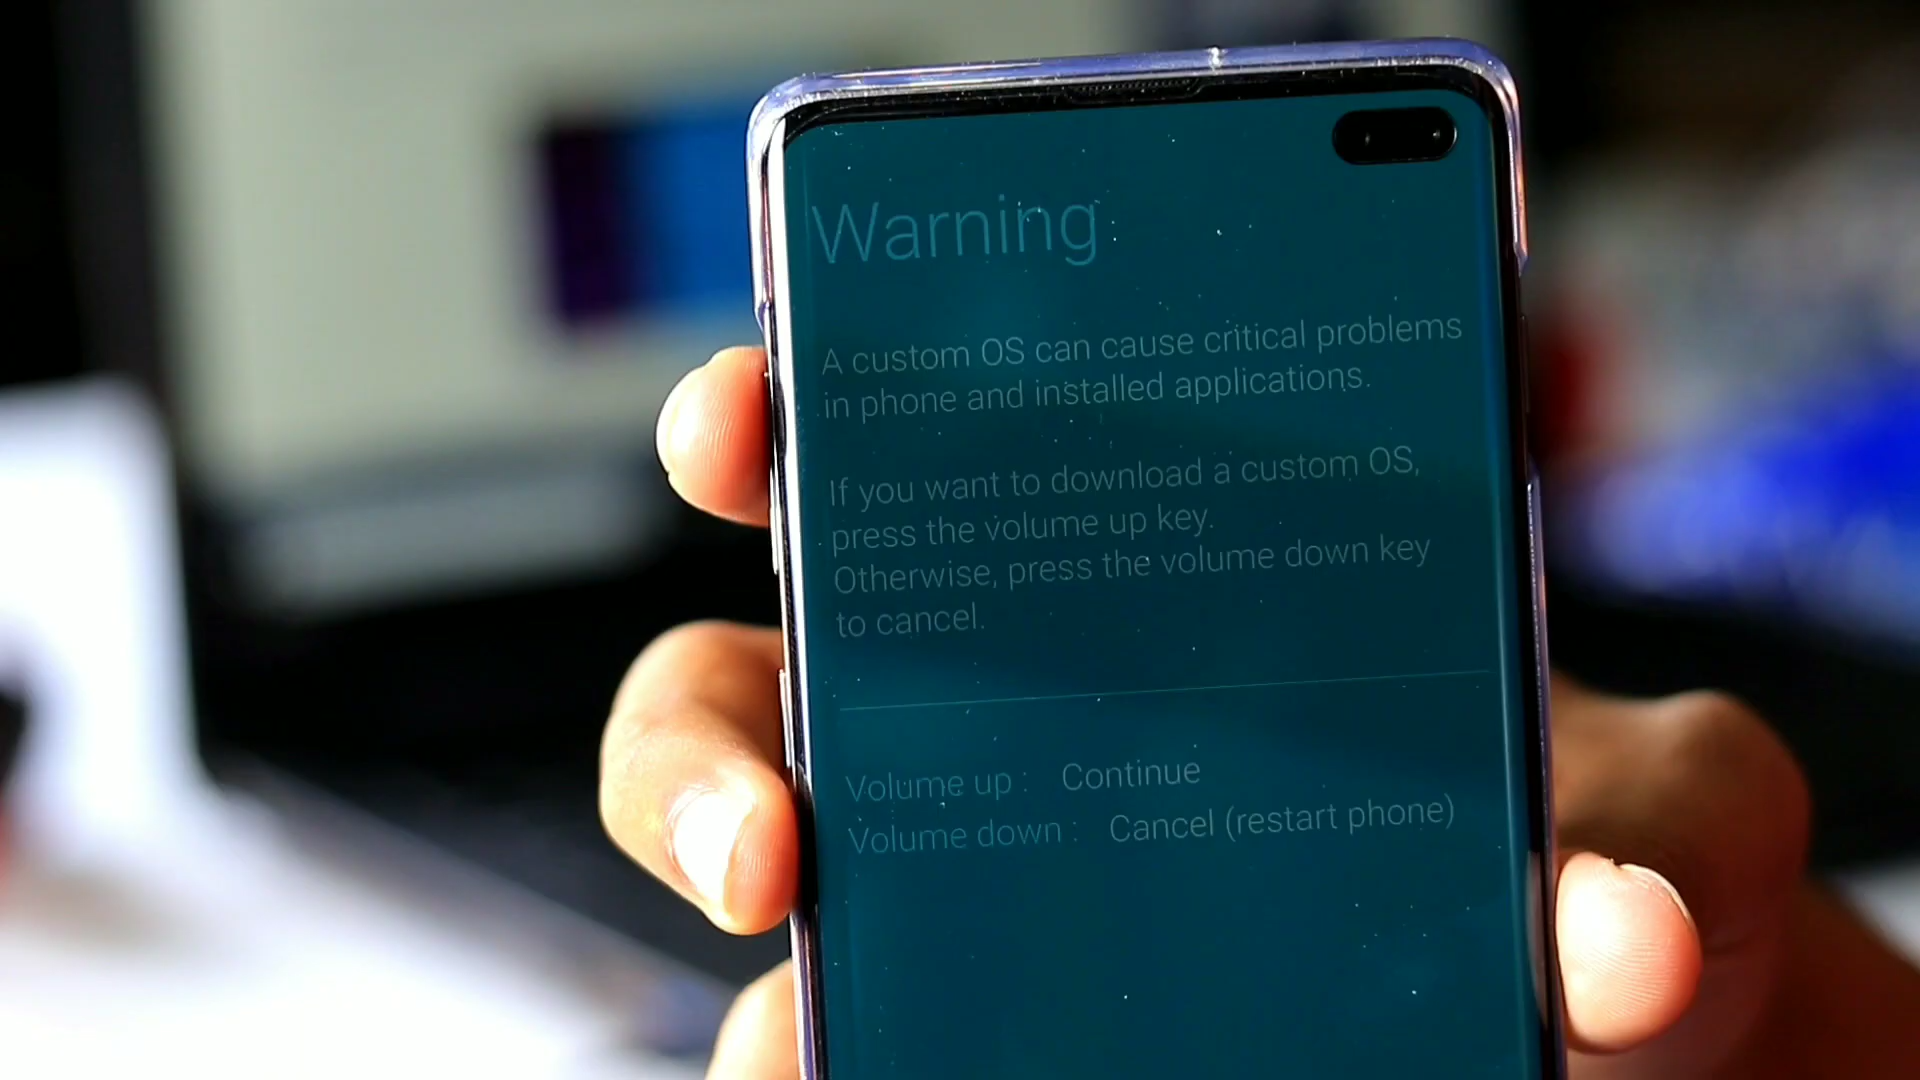 Warning
A custom OS can cause critical problems
in phone and installed applications.
If you want to download a custom OS,
press the volume up key.
Otherwise, press the volume down key
to cancel.
Volume up : Continue
Volume down : Cancel (restart phone)